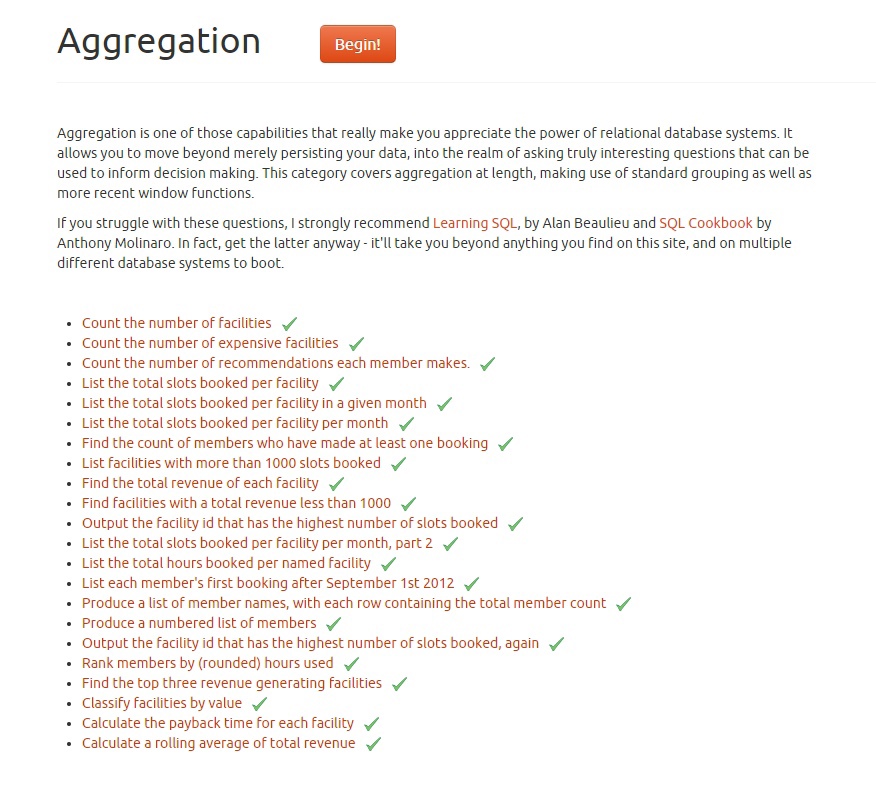 Aggregation
Begin!
Aggregation is one of those capabilities that really make you appreciate the power of relational database systems. It
allows you to move beyond merely persisting your data, into the realm of asking truly interesting questions that can be
used to inform decision making. This category covers aggregation at length, making use of standard grouping as well as
more recent window functions.
If you struggle with these questions, I strongly recommend Learning SQL, by Alan Beaulieu and SQL Cookbook by
Anthony Molinaro. In fact, get the latter anyway - it'll take you beyond anything you find on this site, and on multiple
different database systems to boot.
Count the number of facilities
Count the number of expensive facilities
Count the number of recommendations each member makes.
List the total slots booked per facility
List the total slots booked per facility in a given month
List the total slots booked per facility per month
Find the count of members who have made at least one booking
List facilities with more than 1000 slots booked
Find the total revenue of each facility
Find facilities with a total revenue less than 1000
Output the facility id that has the highest number of slots booked
List the total slots booked per facility per month, part 2
List the total hours booked per named facility
List each member's first booking after September 1st 2012
Produce a list of member names, with each row containing the total member count
Produce a numbered list of members
Output the facility id that has the highest number of slots booked, again
Rank members by (rounded) hours used
Find the top three revenue generating facilities
Classify facilities by value
Calculate the payback time for each facility
Calculate a rolling average of total revenue